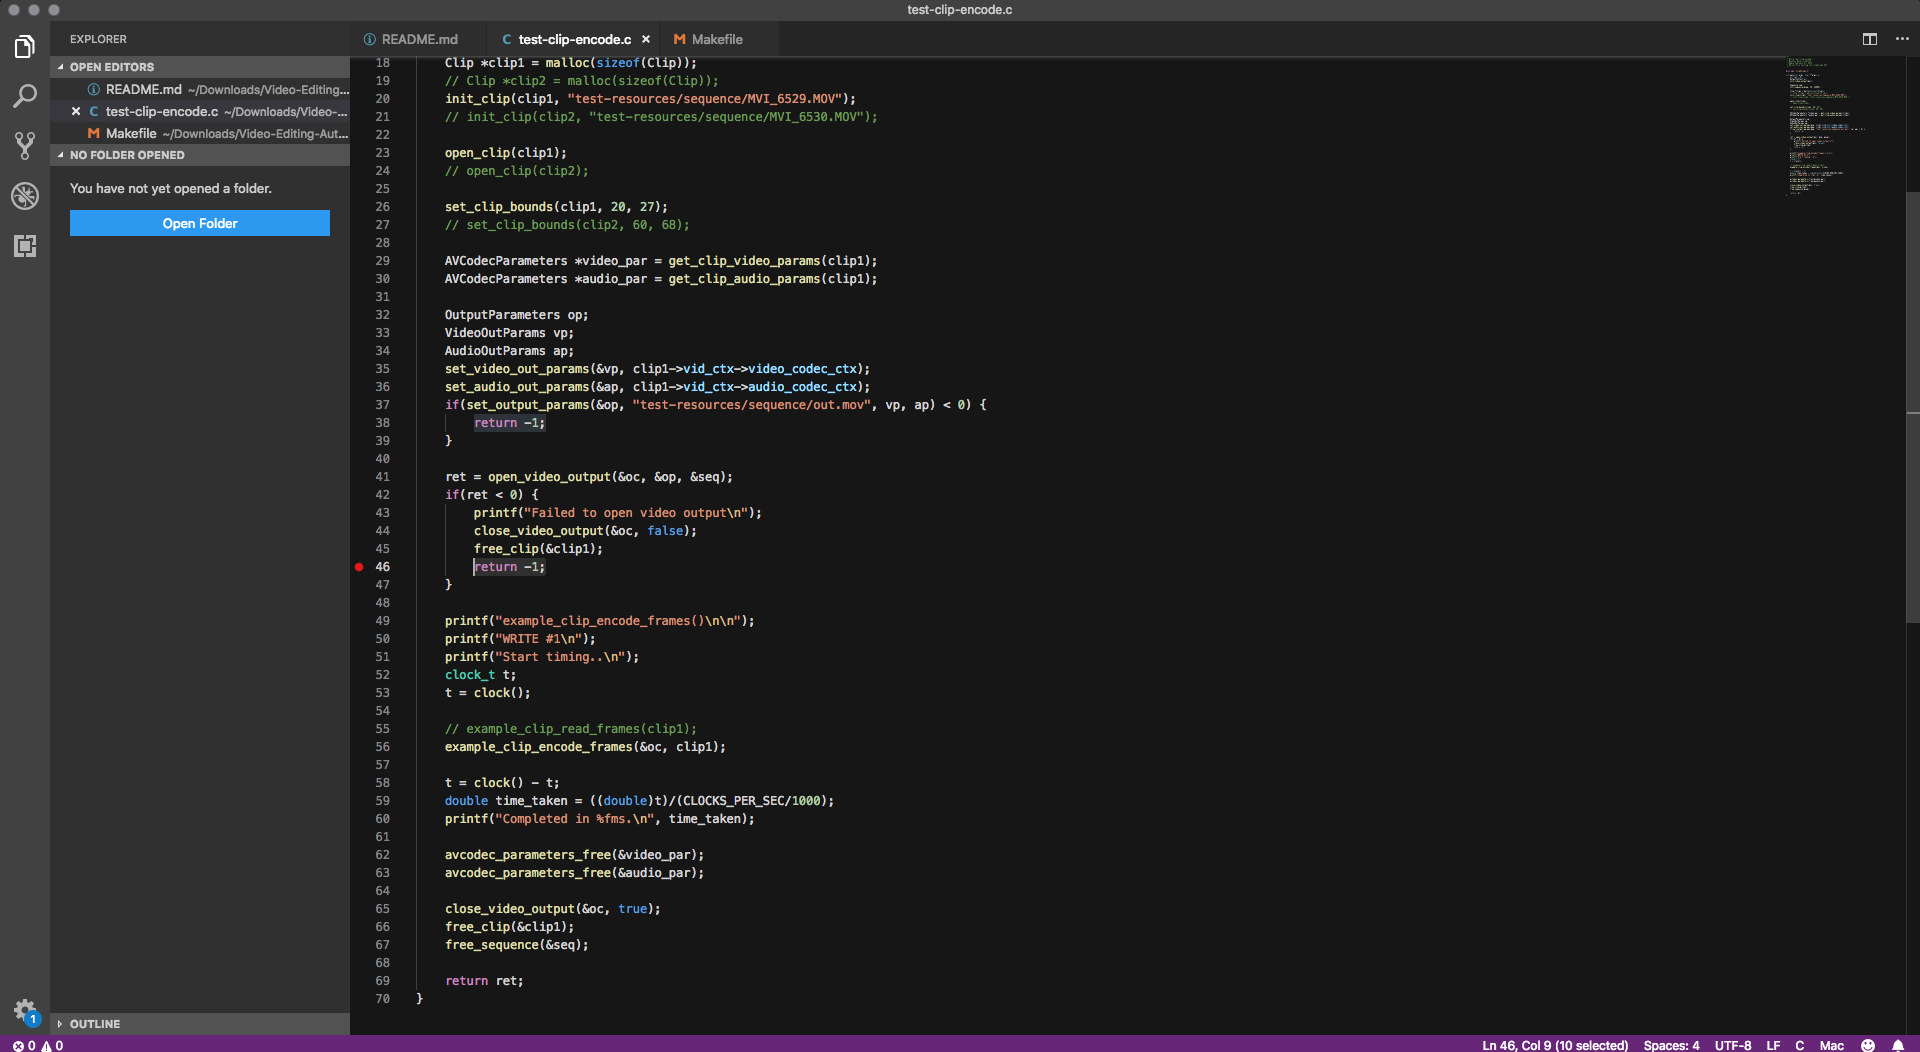 test-clip-encode.c
EXPLORER
OPEN EDITORS
README.md ~/Downloads/Video-Editing...
test-clip-encode.c ~/Downloads/Video-...
Makefile ~/Downloads/Video-Editing-Aut...
NO FOLDER OPENED
You have not yet opened a folder.
Open Folder
OUTLINE
README.md
C test-clip-encode.c ×
M Makefile
18 Clip *clip1 = malloc(sizeof(Clip));
19 // Clip *clip2 = malloc(sizeof(Clip));
20 init_clip(clip1, "test-resources/sequence/MVI_6529.MOV");
21 // init_clip(clip2, "test-resources/sequence/MVI_6530.MOV");
22
23 open_clip(clip1);
24 // open_clip(clip2);
25
26 set_clip_bounds(clip1, 20, 27);
27 // set_clip_bounds(clip2, 60, 68);
28
29 AVCodecParameters *video_par = get_clip_video_params(clip1);
30 AVCodecParameters *audio_par = get_clip_audio_params(clip1);
31
32 OutputParameters op;
33 VideoOutParams vp;
34 AudioOutParams ap;
35 set_video_out_params(&vp, clip1->vid_ctx->video_codec_ctx);
36 set_audio_out_params(&ap, clip1->vid_ctx->audio_codec_ctx);
37 if(set_output_params(&op, "test-resources/sequence/out.mov", vp, ap) < 0) {
38 return -1;
39 }
40
41 ret = open_video_output(&oc, &op, &seq);
42 if(ret < 0) {
43 printf("Failed to open video output\n");
44 close_video_output(&oc, false);
45 free_clip(&clip1);
46 return -1;
47 }
48
49 printf("example_clip_encode_frames()\n\n");
50 printf("WRITE #1\n");
51 printf("Start timing..\n");
52 clock_t t;
53 t = clock();
54
55 // example_clip_read_frames(clip1);
56 example_clip_encode_frames(&oc, clip1);
57
58 t = clock() - t;
59 double time_taken = ((double)t)/(CLOCKS_PER_SEC/1000);
60 printf("Completed in %fms.\n", time_taken);
61
62 avcodec_parameters_free(&video_par);
63 avcodec_parameters_free(&audio_par);
64
65 close_video_output(&oc, true);
66 free_clip(&clip1);
67 free_sequence(&seq);
68
69 return ret;
70 }
1
0 0
Ln 46, Col 9 (10 selected) Spaces: 4 UTF-8 LF C Mac